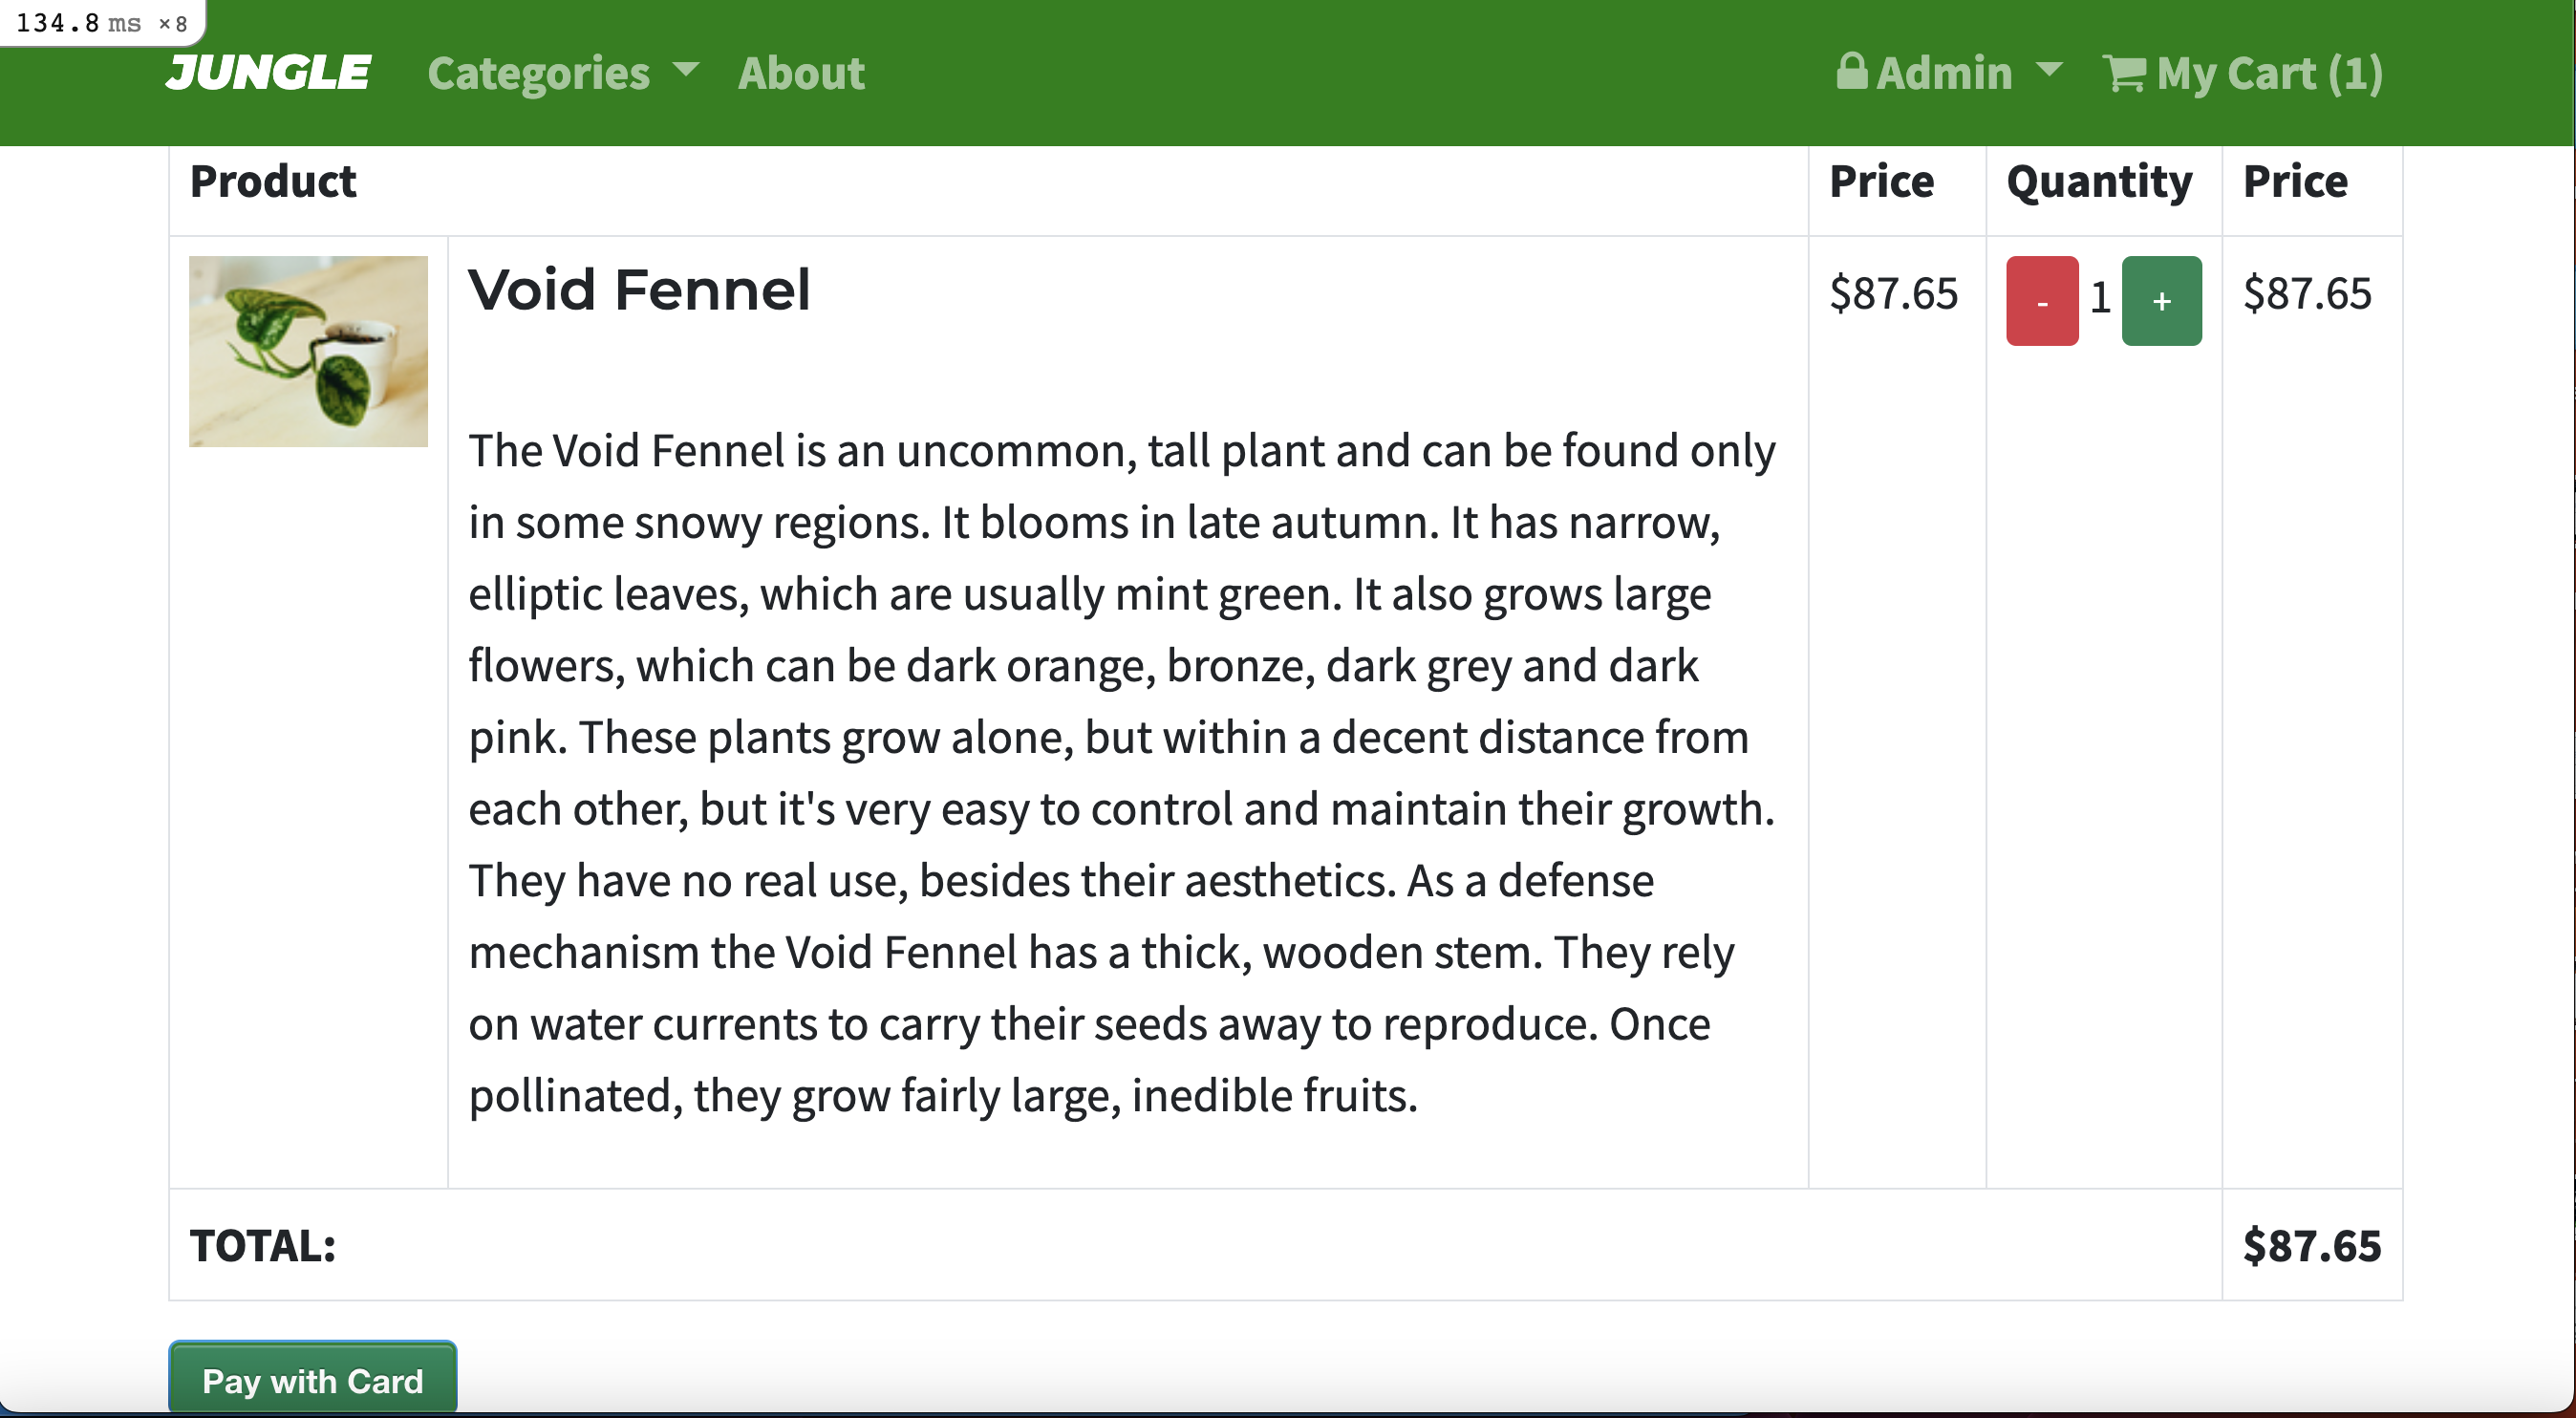 134.8 ms ×8
JUNGLE Categories About Admin My Cart (1)
Product Price Quantity Price
Void Fennel $87.65 - 1 + $87.65
The Void Fennel is an uncommon, tall plant and can be found only
in some snowy regions. It blooms in late autumn. It has narrow,
elliptic leaves, which are usually mint green. It also grows large
flowers, which can be dark orange, bronze, dark grey and dark
pink. These plants grow alone, but within a decent distance from
each other, but it's very easy to control and maintain their growth.
They have no real use, besides their aesthetics. As a defense
mechanism the Void Fennel has a thick, wooden stem. They rely
on water currents to carry their seeds away to reproduce. Once
pollinated, they grow fairly large, inedible fruits.
TOTAL: $87.65
Pay with Card